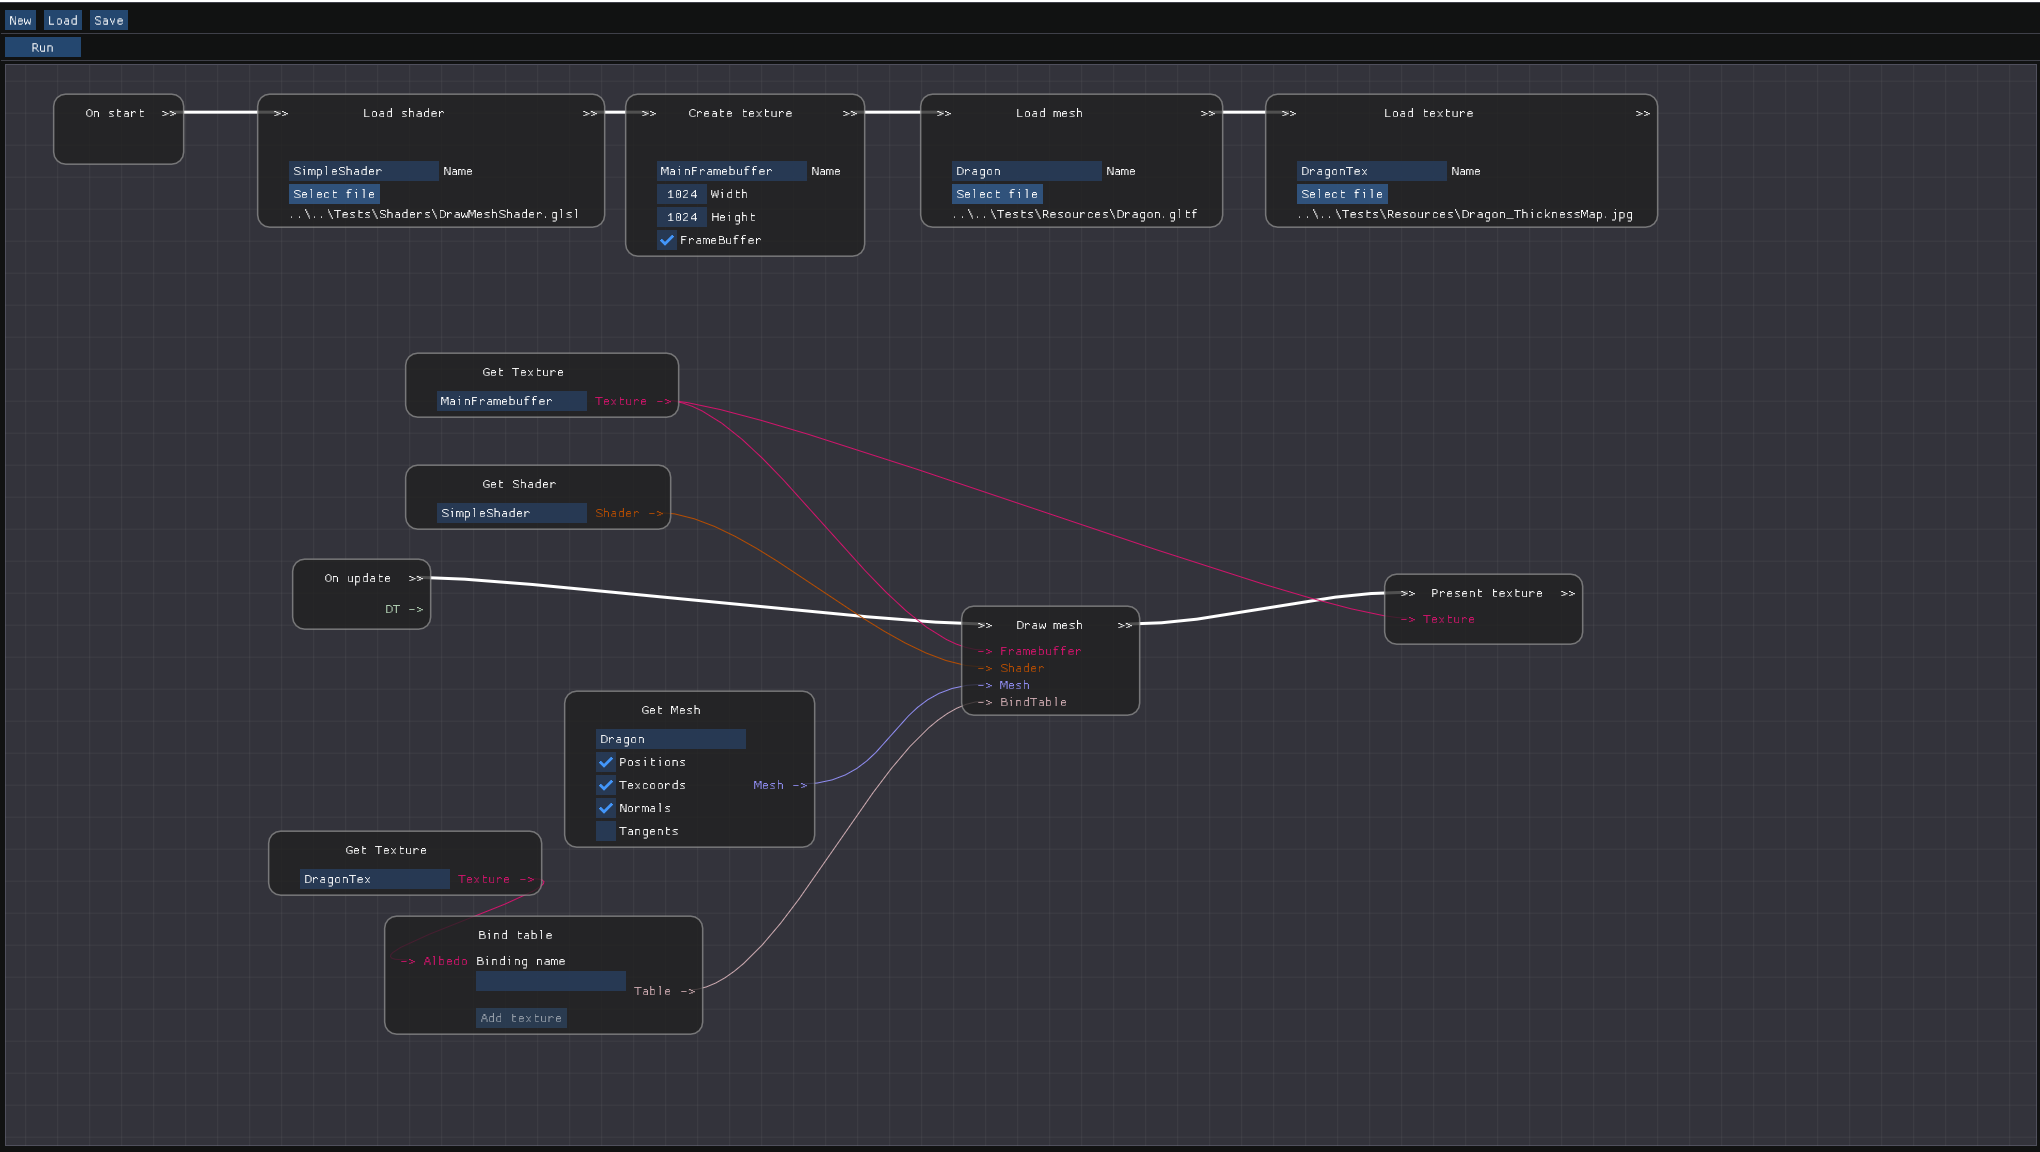 New Load Save
Run
On start >>
>> Load shader >>
SimpleShader Name
Select file
..\..\Tests\Shaders\DrawMeshShader.glsl
>> Create texture >>
MainFramebuffer Name
1024 Width
1024 Height
FrameBuffer
>> Load mesh >>
Dragon Name
Select file
..\..\Tests\Resources\Dragon.gltf
>> Load texture >>
DragonTex Name
Select file
..\..\Tests\Resources\Dragon_ThicknessMap.jpg
Get Texture
MainFramebuffer Texture ->
Get Shader
SimpleShader Shader ->
On update >>
DT ->
>> Draw mesh >>
-> Framebuffer
-> Shader
-> Mesh
-> BindTable
>> Present texture >>
-> Texture
Get Mesh
Dragon
Positions
Texcoords Mesh ->
Normals
Tangents
Get Texture
DragonTex Texture ->
Bind table
-> Albedo Binding name
Table ->
Add texture